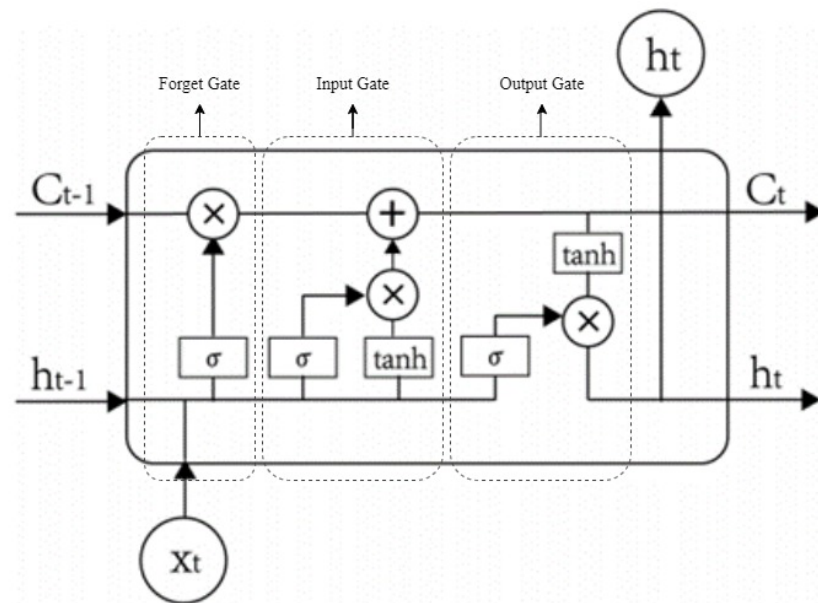 ht
Forget Gate
Input Gate
Output Gate
Ct-1
×
+
Ct
tanh
×
×
σ
σ
tanh
σ
ht-1
ht
xt